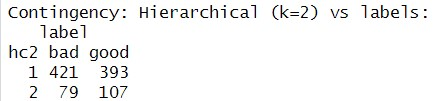 Contingency: Hierarchical (k=2) vs labels:
   label
hc2 bad good
  1 421  393
  2  79  107